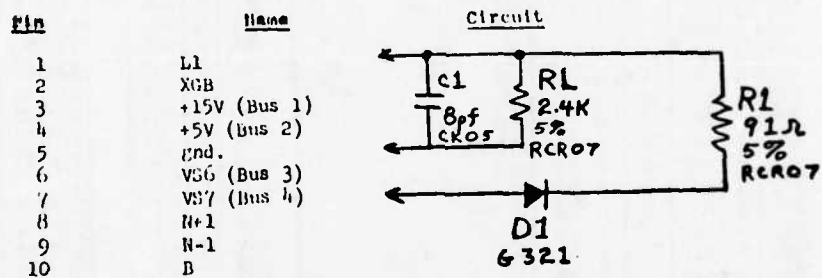 Pin Name Circuit
1 L1
2 XGB
3 +15V (Bus 1)
4 +5V (Bus 2)
5 gnd.
6 VS6 (Bus 3)
7 VS7 (Bus 4)
8 N+1
9 N-1
10 B
C1
8pf
CK05
RL
2.4K
5%
RCR07
R1
91Ω
5%
RCR07
D1
G321